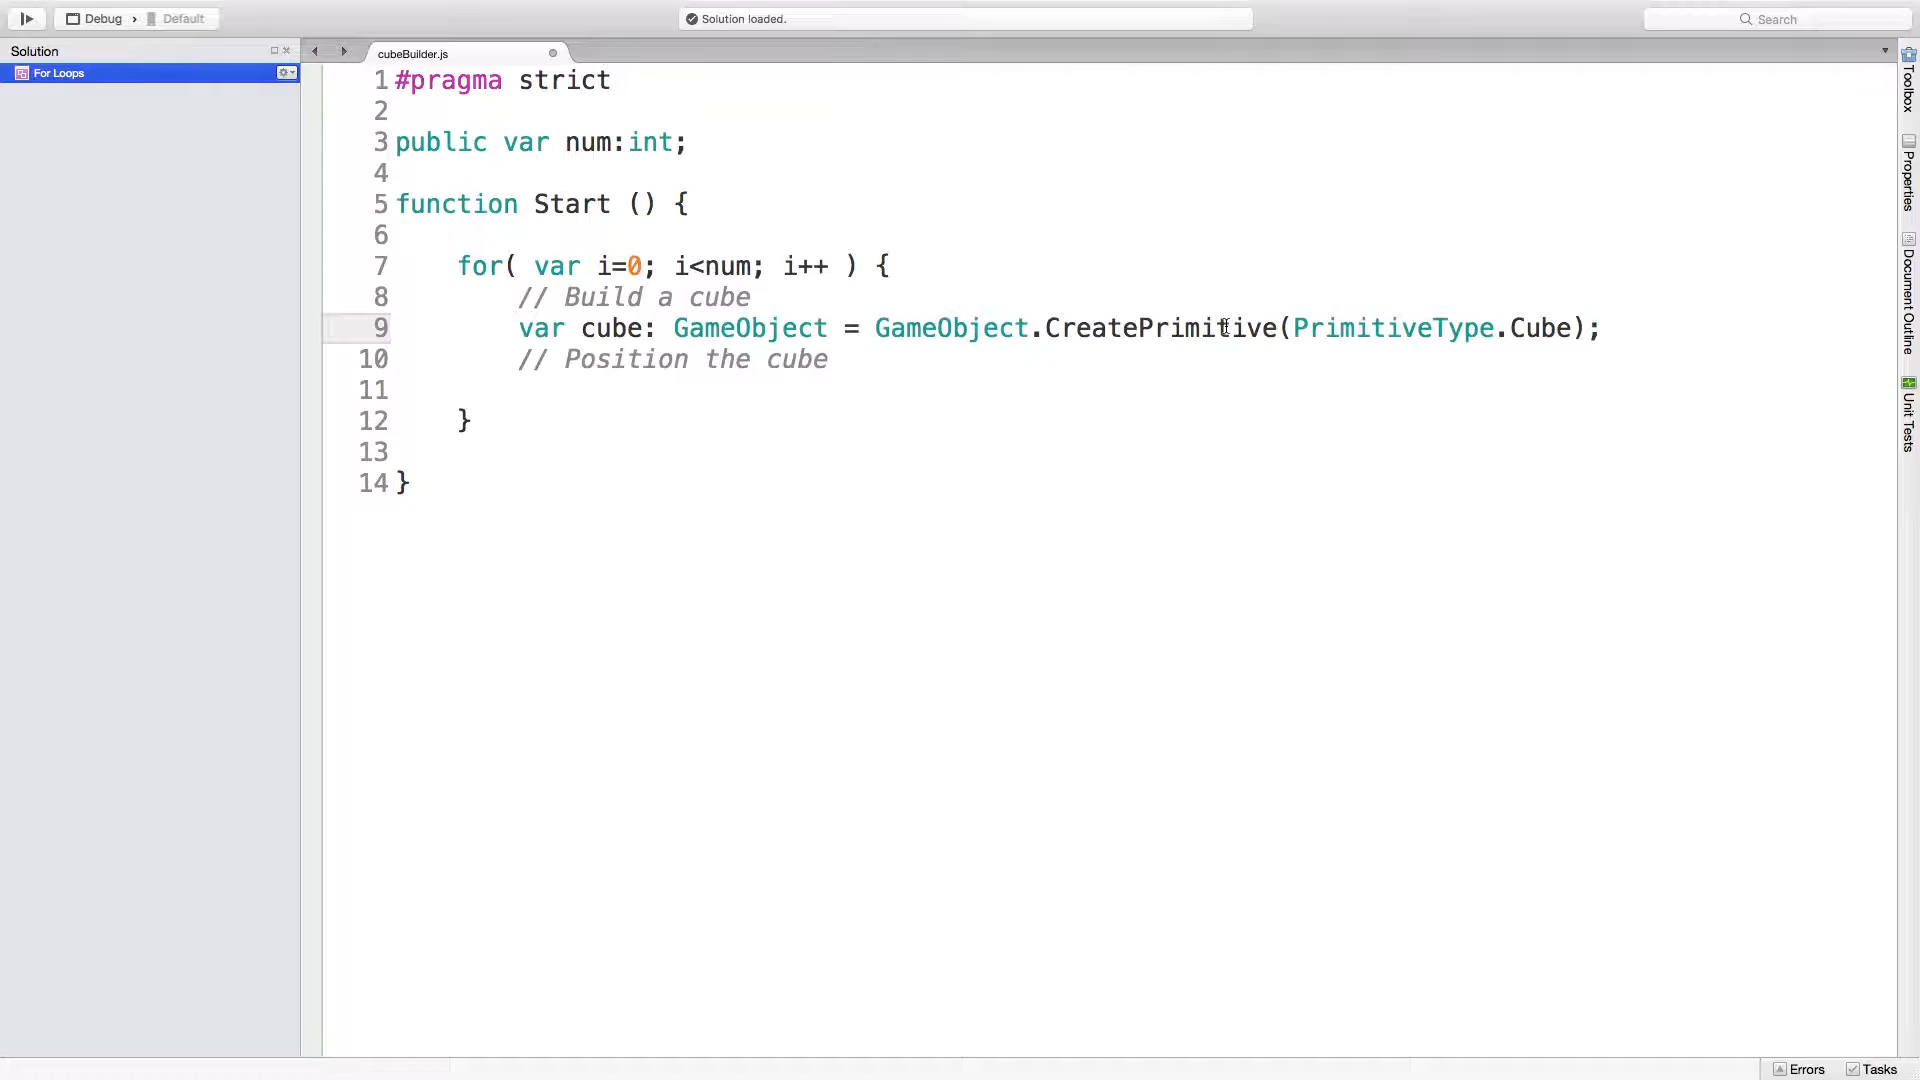 Debug › Default
Solution loaded.
Search
Solution
For Loops
cubeBuilder.js
1 #pragma strict
2
3 public var num:int;
4
5 function Start () {
6
7 for( var i=0; i<num; i++ ) {
8 // Build a cube
9 var cube: GameObject = GameObject.CreatePrimitive(PrimitiveType.Cube);
10 // Position the cube
11
12 }
13
14 }
Toolbox
Properties
Document Outline
Unit Tests
Errors
Tasks